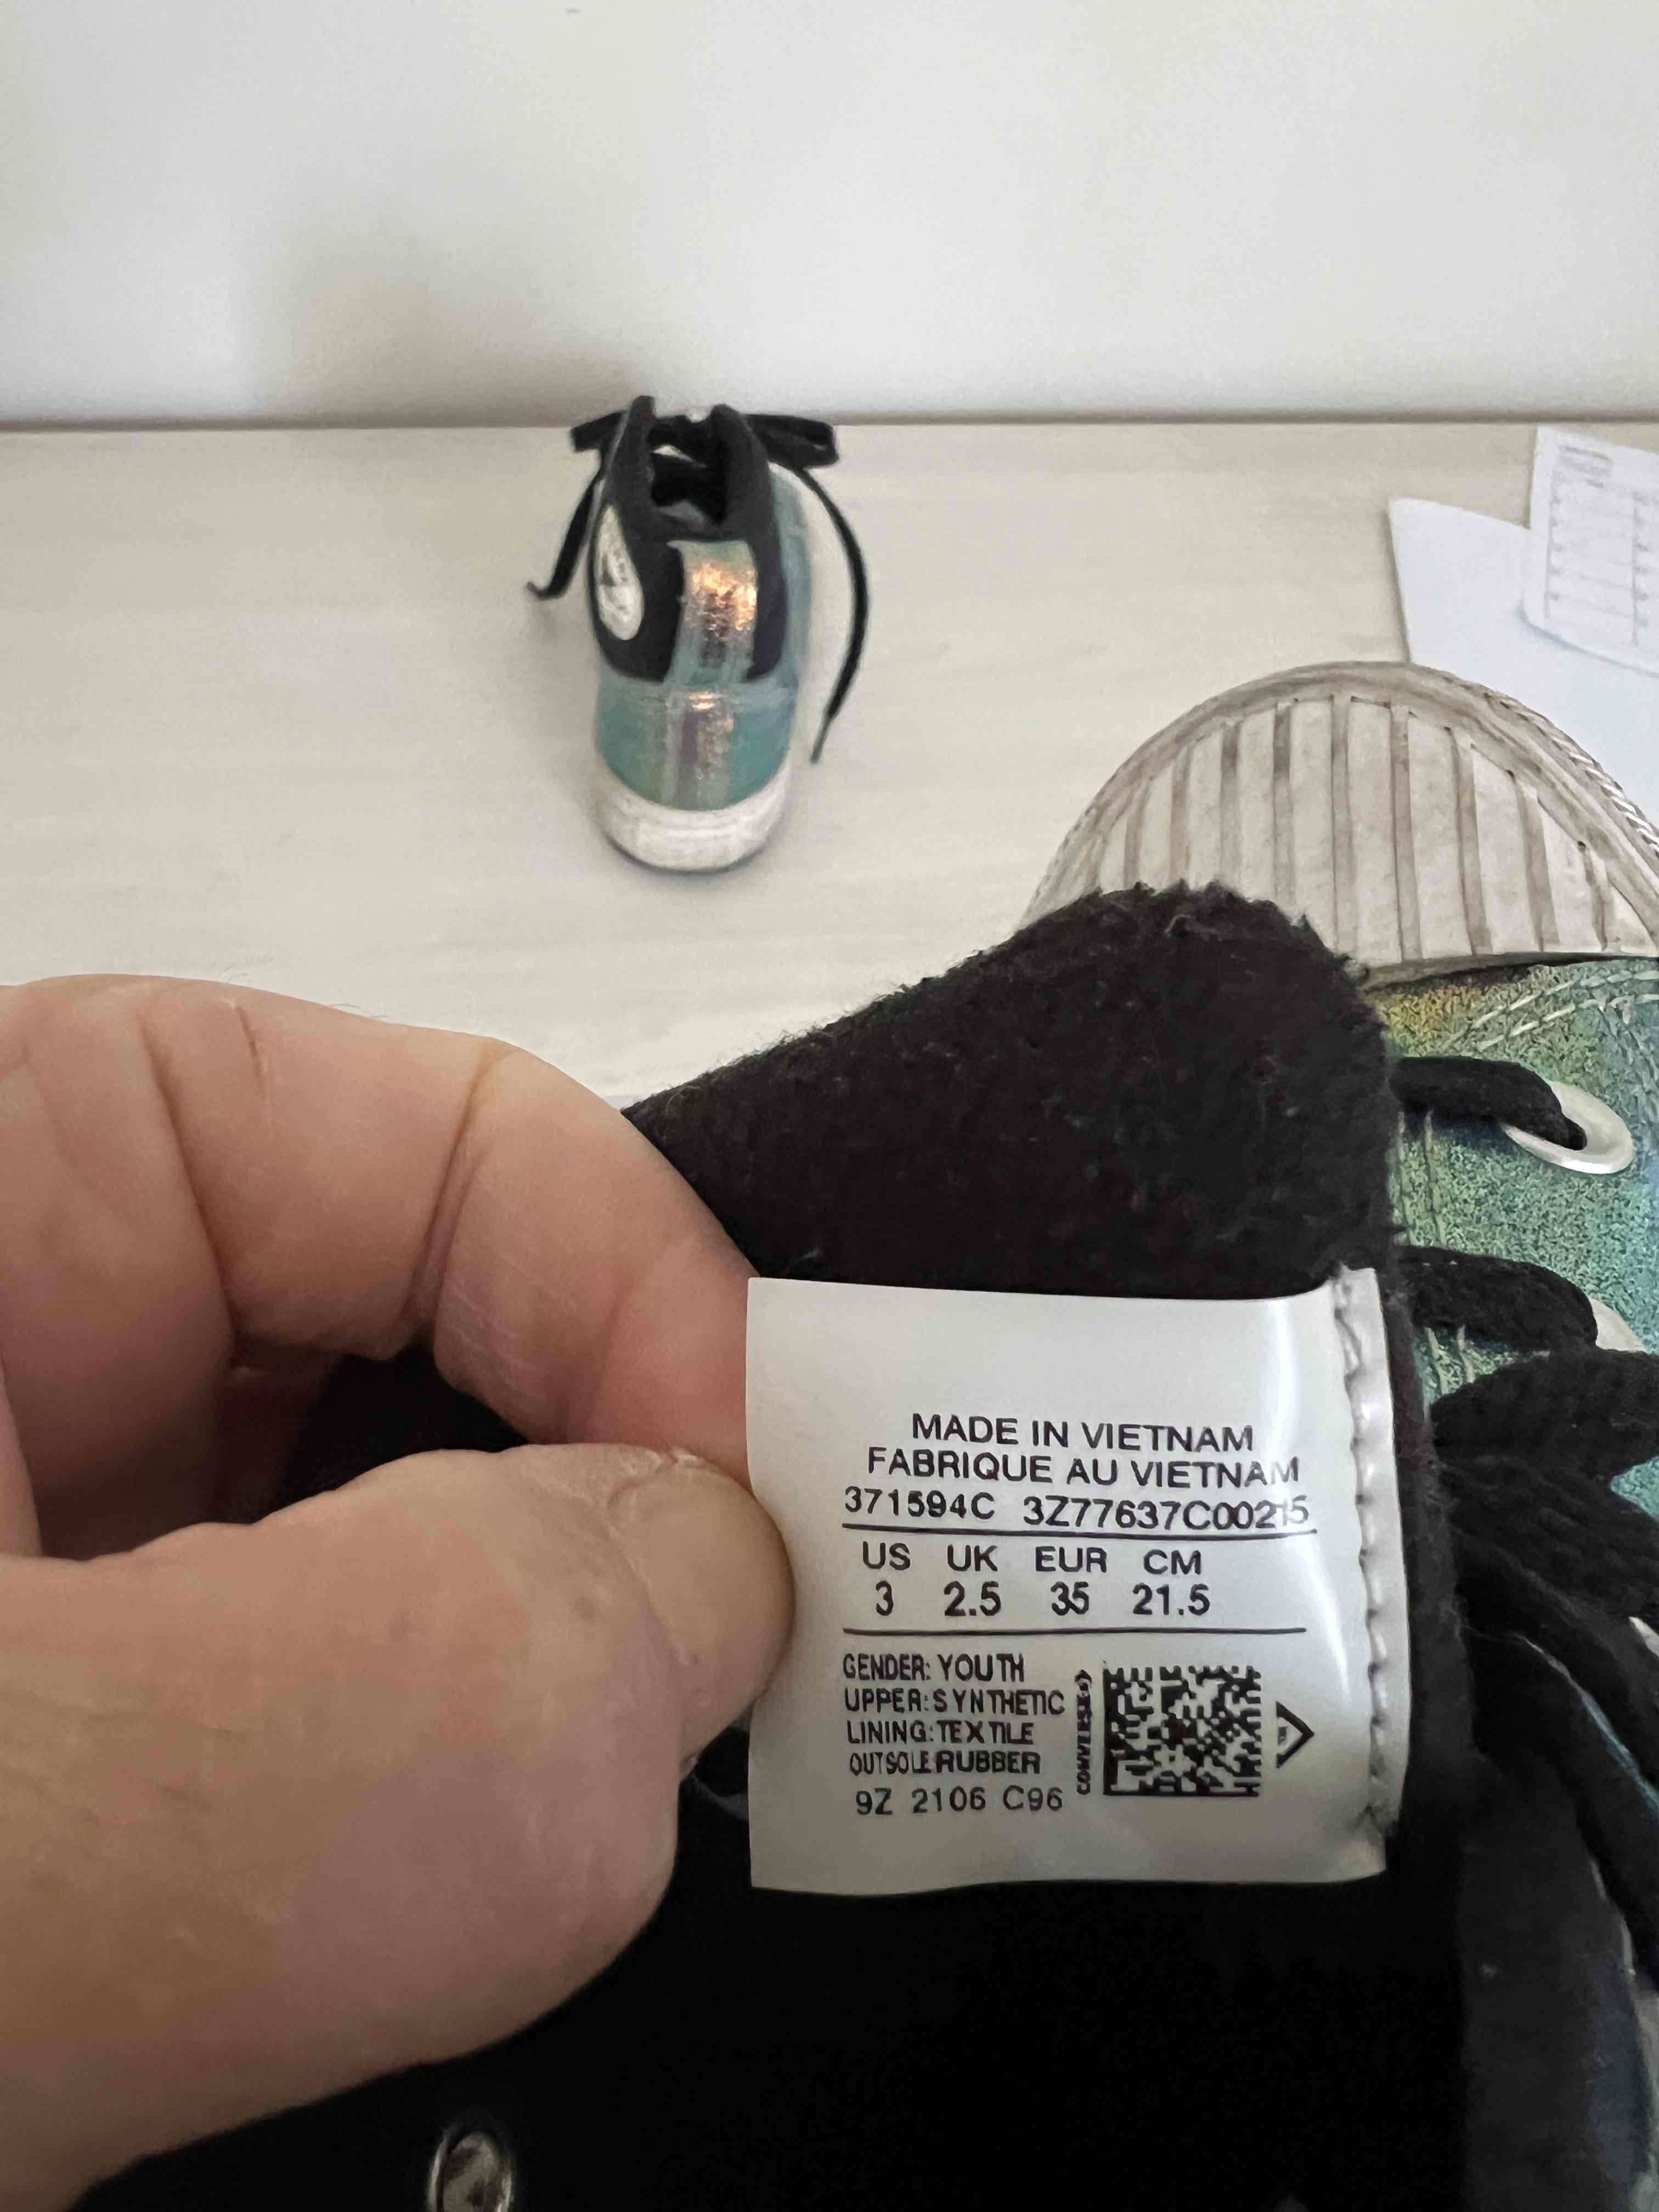 MADE IN VIETNAM
FABRIQUE AU VIETNAM
371594C 3Z77637C00215
US UK EUR CM
3 2.5 35 21.5
GENDER: YOUTH
UPPER: SYNTHETIC
LINING: TEXTILE
OUTSOLE RUBBER
9Z 2106 C96
CONVERSE